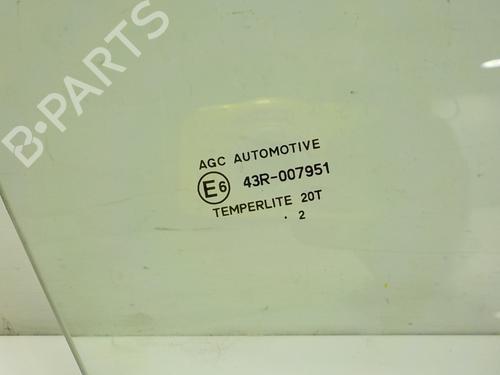 B-PARTS
AGC AUTOMOTIVE
E6 43R-007951
TEMPERLITE 20T
. 2